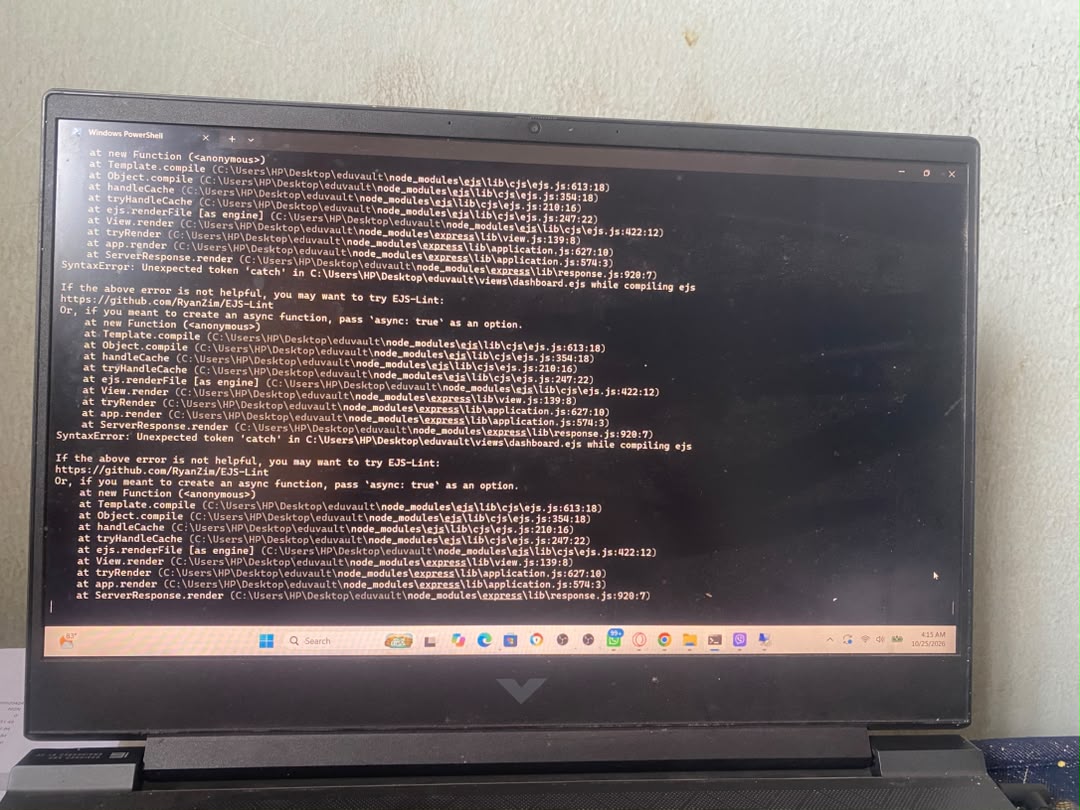 Windows PowerShell
at new Function (<anonymous>)
at Template.compile (C:\Users\HP\Desktop\eduvault\node_modules\ejs\lib\cjs\ejs.js:613:18)
at Object.compile (C:\Users\HP\Desktop\eduvault\node_modules\ejs\lib\cjs\ejs.js:354:18)
at handleCache (C:\Users\HP\Desktop\eduvault\node_modules\ejs\lib\cjs\ejs.js:210:16)
at tryHandleCache (C:\Users\HP\Desktop\eduvault\node_modules\ejs\lib\cjs\ejs.js:247:22)
at ejs.renderFile [as engine] (C:\Users\HP\Desktop\eduvault\node_modules\ejs\lib\cjs\ejs.js:422:12)
at View.render (C:\Users\HP\Desktop\eduvault\node_modules\express\lib\view.js:139:8)
at tryRender (C:\Users\HP\Desktop\eduvault\node_modules\express\lib\application.js:627:10)
at app.render (C:\Users\HP\Desktop\eduvault\node_modules\express\lib\application.js:574:3)
at ServerResponse.render (C:\Users\HP\Desktop\eduvault\node_modules\express\lib\response.js:920:7)
SyntaxError: Unexpected token 'catch' in C:\Users\HP\Desktop\eduvault\views\dashboard.ejs while compiling ejs
If the above error is not helpful, you may want to try EJS-Lint:
https://github.com/RyanZim/EJS-Lint
Or, if you meant to create an async function, pass `async: true` as an option.
at new Function (<anonymous>)
at Template.compile (C:\Users\HP\Desktop\eduvault\node_modules\ejs\lib\cjs\ejs.js:613:18)
at Object.compile (C:\Users\HP\Desktop\eduvault\node_modules\ejs\lib\cjs\ejs.js:354:18)
at handleCache (C:\Users\HP\Desktop\eduvault\node_modules\ejs\lib\cjs\ejs.js:210:16)
at tryHandleCache (C:\Users\HP\Desktop\eduvault\node_modules\ejs\lib\cjs\ejs.js:247:22)
at ejs.renderFile [as engine] (C:\Users\HP\Desktop\eduvault\node_modules\ejs\lib\cjs\ejs.js:422:12)
at View.render (C:\Users\HP\Desktop\eduvault\node_modules\express\lib\view.js:139:8)
at tryRender (C:\Users\HP\Desktop\eduvault\node_modules\express\lib\application.js:627:10)
at app.render (C:\Users\HP\Desktop\eduvault\node_modules\express\lib\application.js:574:3)
at ServerResponse.render (C:\Users\HP\Desktop\eduvault\node_modules\express\lib\response.js:920:7)
SyntaxError: Unexpected token 'catch' in C:\Users\HP\Desktop\eduvault\views\dashboard.ejs while compiling ejs
If the above error is not helpful, you may want to try EJS-Lint:
https://github.com/RyanZim/EJS-Lint
Or, if you meant to create an async function, pass `async: true` as an option.
at new Function (<anonymous>)
at Template.compile (C:\Users\HP\Desktop\eduvault\node_modules\ejs\lib\cjs\ejs.js:613:18)
at Object.compile (C:\Users\HP\Desktop\eduvault\node_modules\ejs\lib\cjs\ejs.js:354:18)
at handleCache (C:\Users\HP\Desktop\eduvault\node_modules\ejs\lib\cjs\ejs.js:210:16)
at tryHandleCache (C:\Users\HP\Desktop\eduvault\node_modules\ejs\lib\cjs\ejs.js:247:22)
at ejs.renderFile [as engine] (C:\Users\HP\Desktop\eduvault\node_modules\ejs\lib\cjs\ejs.js:422:12)
at View.render (C:\Users\HP\Desktop\eduvault\node_modules\express\lib\view.js:139:8)
at tryRender (C:\Users\HP\Desktop\eduvault\node_modules\express\lib\application.js:627:10)
at app.render (C:\Users\HP\Desktop\eduvault\node_modules\express\lib\application.js:574:3)
at ServerResponse.render (C:\Users\HP\Desktop\eduvault\node_modules\express\lib\response.js:920:7)
83°
Search
99+
4:15 AM
10/25/2026